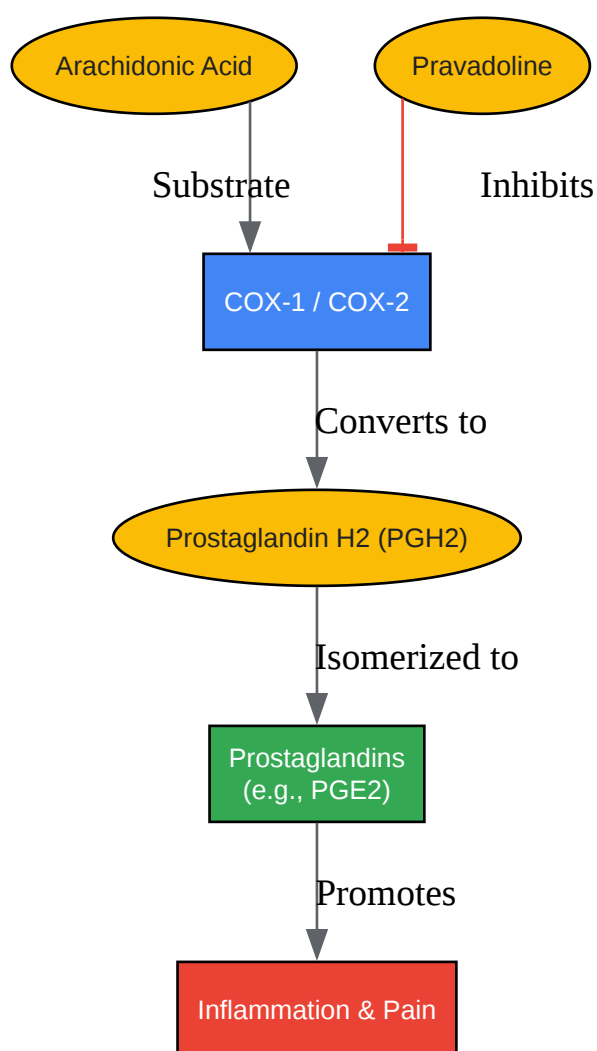 Arachidonic Acid
Pravadoline
Substrate
Inhibits
COX-1 / COX-2
Converts to
Prostaglandin H2 (PGH2)
Isomerized to
Prostaglandins
(e.g., PGE2)
Promotes
Inflammation & Pain